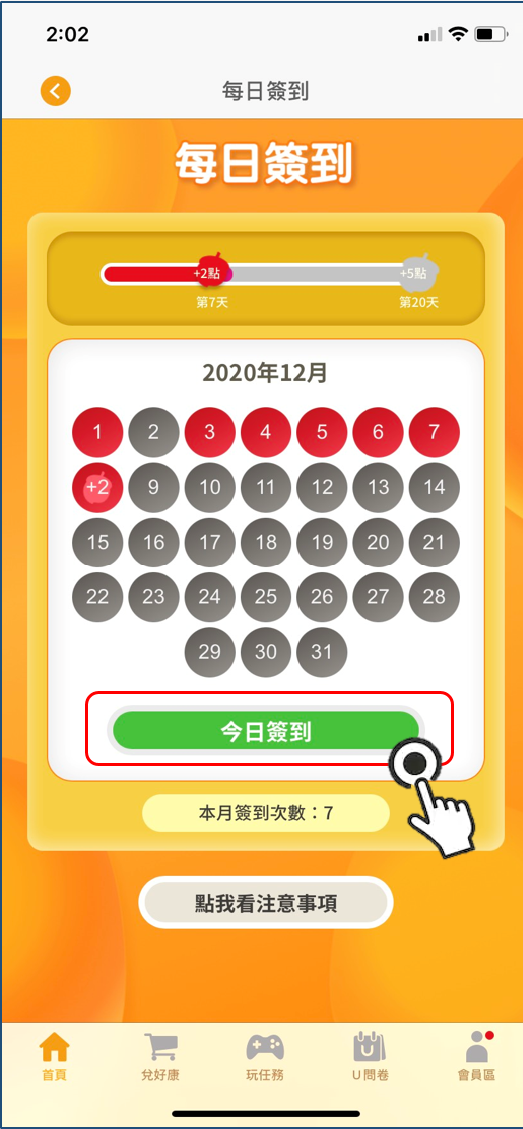 2:02
每日簽到
每日簽到
+2點 +5點
第7天 第20天
2020年12月
1 2 3 4 5 6 7
+2 9 10 11 12 13 14
15 16 17 18 19 20 21
22 23 24 25 26 27 28
29 30 31
今日簽到
本月簽到次數：7
點我看注意事項
U
首頁 兌好康 玩任務 U問卷 會員區